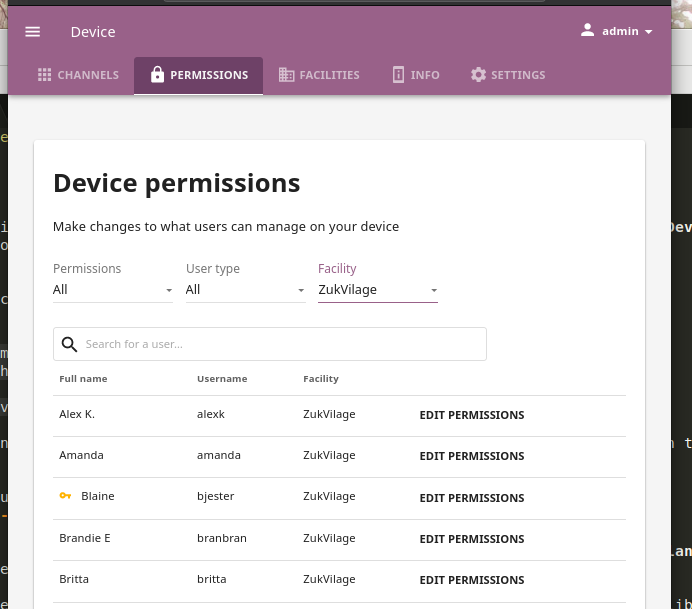 Device
admin
CHANNELS PERMISSIONS FACILITIES INFO SETTINGS
Device permissions
Make changes to what users can manage on your device
Permissions User type Facility
All All ZukVilage
Search for a user...
Full name Username Facility
Alex K. alexk ZukVilage EDIT PERMISSIONS
Amanda amanda ZukVilage EDIT PERMISSIONS
Blaine bjester ZukVilage EDIT PERMISSIONS
Brandie E branbran ZukVilage EDIT PERMISSIONS
Britta britta ZukVilage EDIT PERMISSIONS